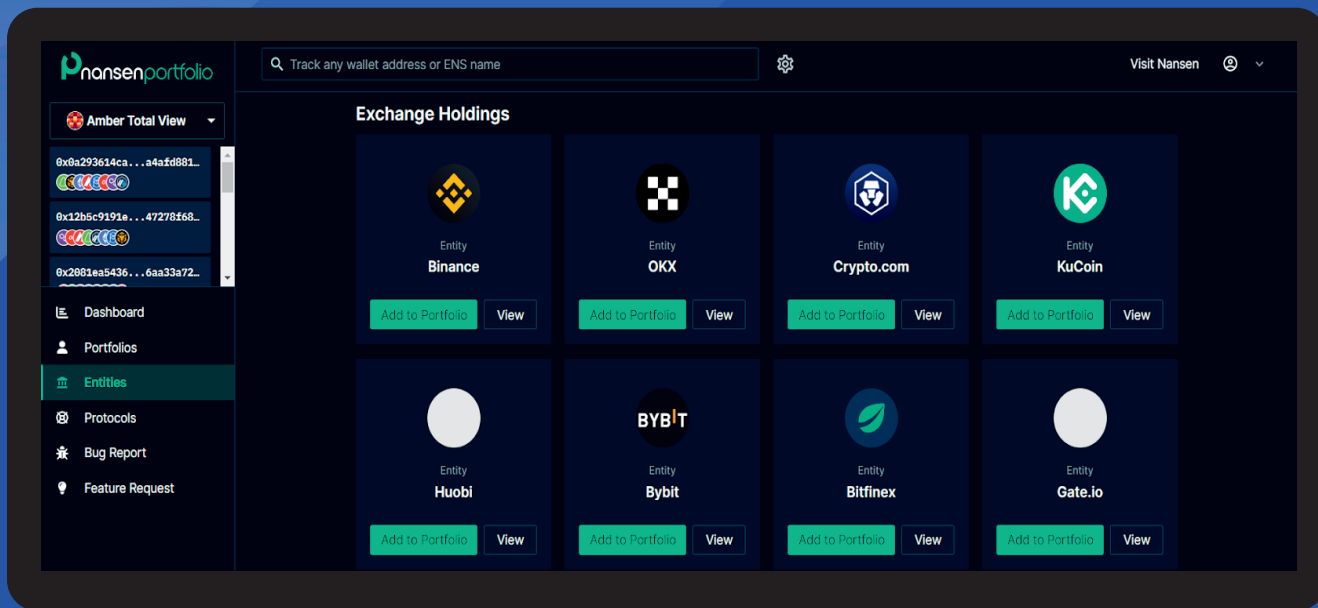 nansenportfolio
Track any wallet address or ENS name
Visit Nansen
Amber Total View
0x0a293614ca...a4afd881…
0x12b5c9191e...47278f68…
0x2081ea5436...6aa33a72…
Dashboard
Portfolios
Entities
Protocols
Bug Report
Feature Request
Exchange Holdings
Entity
Binance
Add to Portfolio View
Entity
OKX
Add to Portfolio View
Entity
Crypto.com
Add to Portfolio View
Entity
KuCoin
Add to Portfolio View
Entity
Huobi
Add to Portfolio View
BYBIT
Entity
Bybit
Add to Portfolio View
Entity
Bitfinex
Add to Portfolio View
Entity
Gate.io
Add to Portfolio View